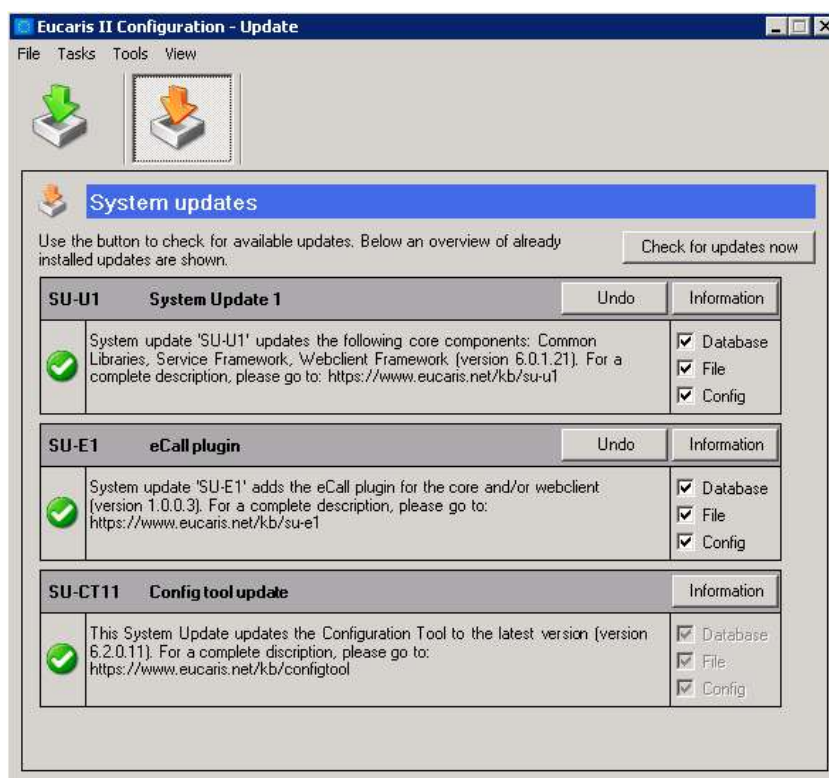 Eucaris II Configuration - Update
File Tasks Tools View
System updates
Use the button to check for available updates. Below an overview of already
installed updates are shown.
Check for updates now
SU-U1 System Update 1 Undo Information
System update 'SU-U1' updates the following core components: Common
Libraries, Service Framework, Webclient Framework (version 6.0.1.21). For a
complete description, please go to: https://www.eucaris.net/kb/su-u1
Database
File
Config
SU-E1 eCall plugin Undo Information
System update 'SU-E1' adds the eCall plugin for the core and/or webclient
(version 1.0.0.3). For a complete description, please go to:
https://www.eucaris.net/kb/su-e1
Database
File
Config
SU-CT11 Config tool update Information
This System Update updates the Configuration Tool to the latest version (version
6.2.0.11). For a complete discription, please go to:
https://www.eucaris.net/kb/configtool
Database
File
Config